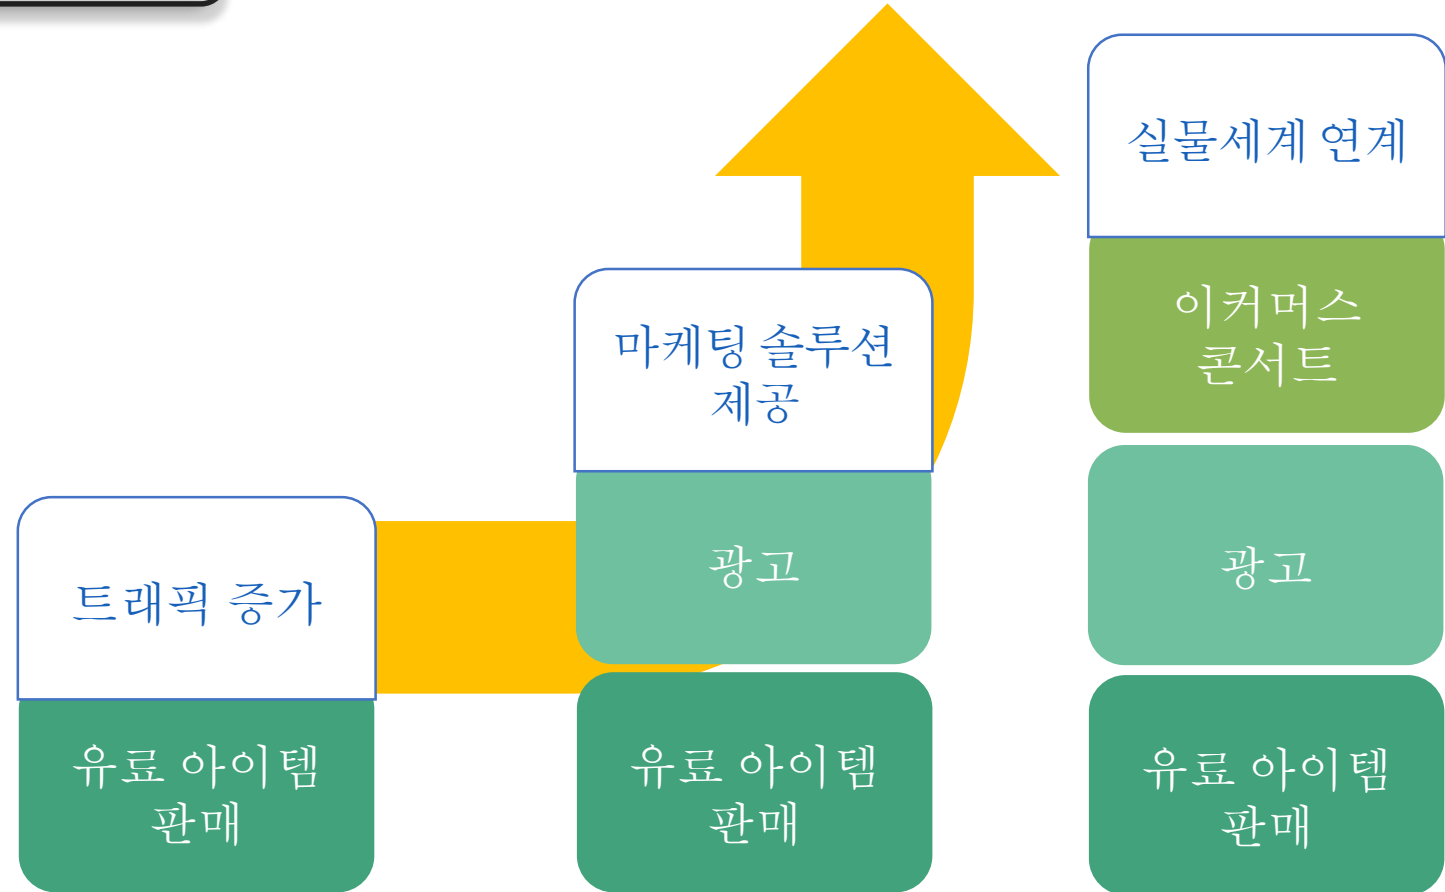 트래픽 증가
유료 아이템
판매
마케팅 솔루션
제공
광고
유료 아이템
판매
실물세계 연계
이커머스
콘서트
광고
유료 아이템
판매